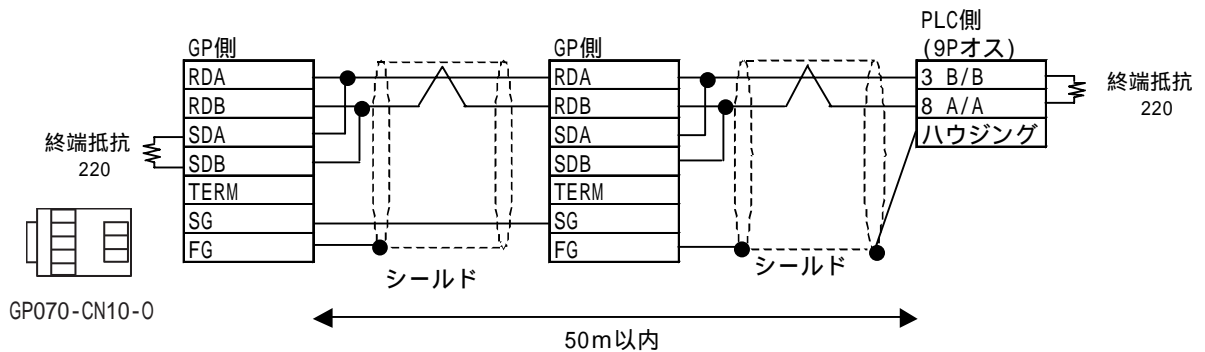 PLC側
(9Pオス)
GP側
RDA
RDB
SDA
SDB
TERM
SG
FG
GP側
RDA
RDB
SDA
SDB
TERM
SG
FG
3 B/B
8 A/A
ハウジング
終端抵抗
220
終端抵抗
220
シールド
シールド
GP070-CN10-O
50m以内